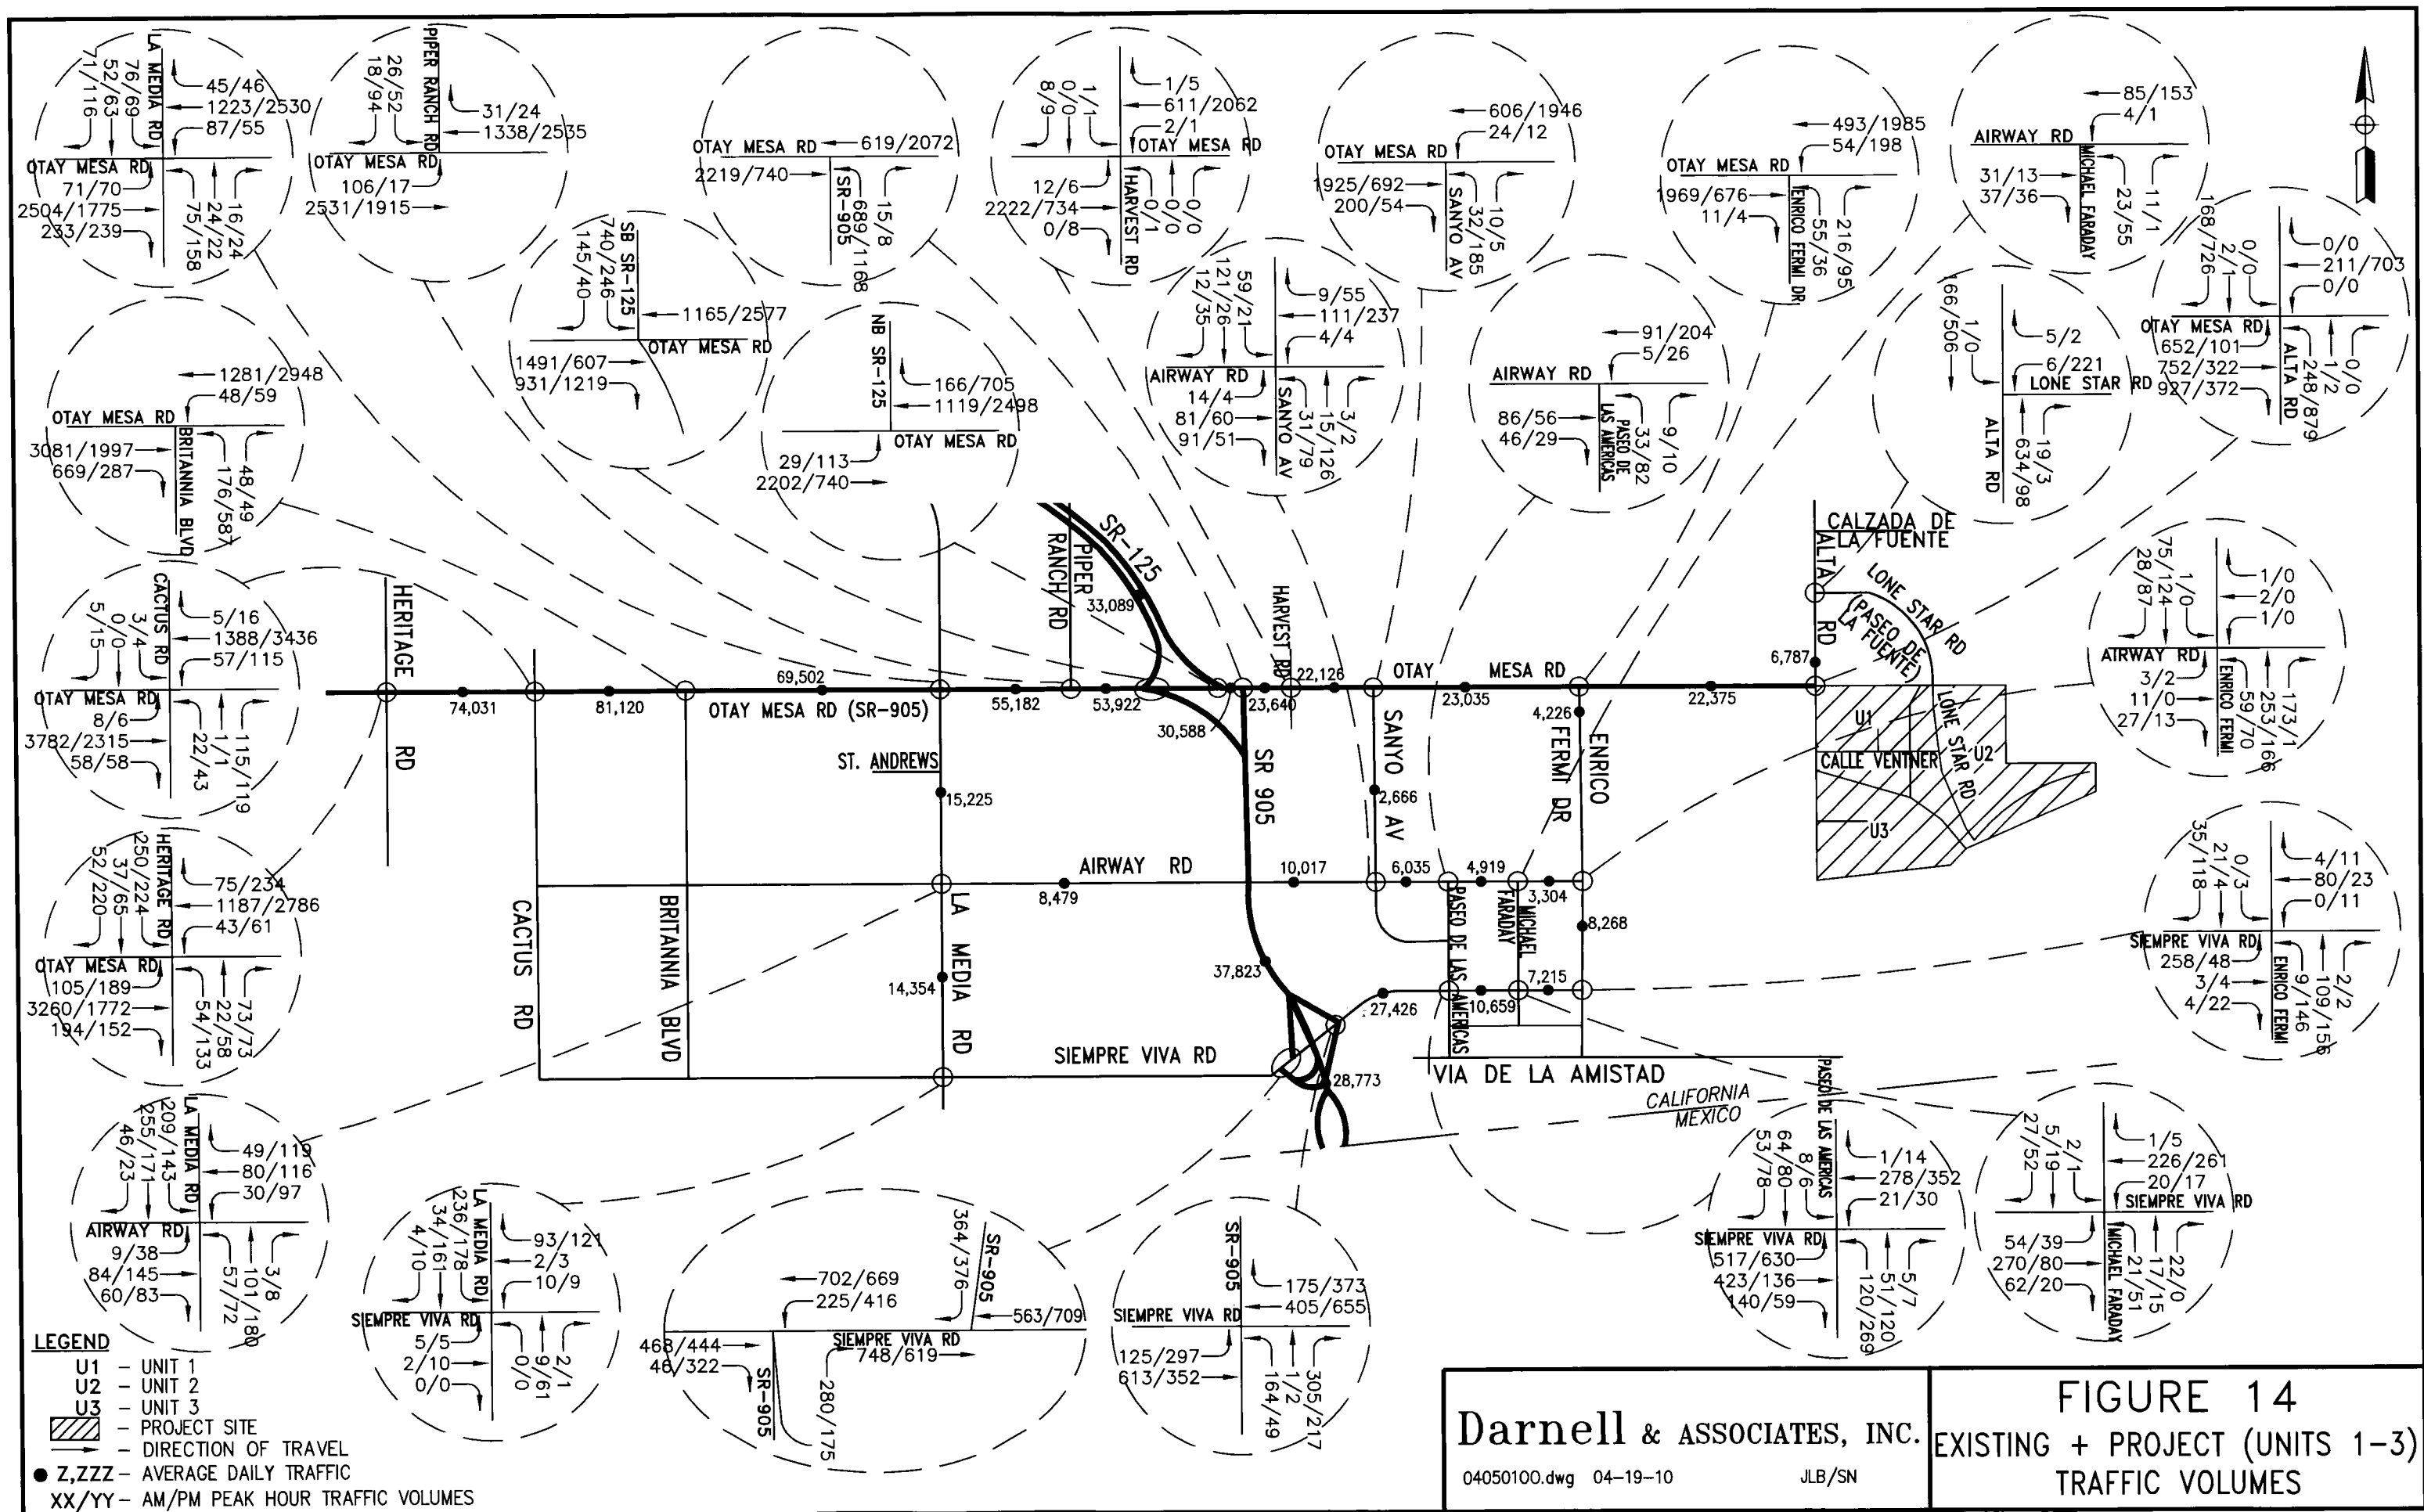 LA MEDIA RD
71/116
52/63
76/69
45/46
1223/2530
87/55
OTAY MESA RD
71/70
2504/1775
233/239
75/158
24/22
16/24
PIPER RANCH RD
18/94
26/52
31/24
1338/2535
OTAY MESA RD
106/17
2531/1915
OTAY MESA RD
619/2072
2219/740
SR-905
689/1168
15/8
8/9
0/0
1/1
1/5
611/2062
2/1
OTAY MESA RD
12/6
2222/734
0/8
HARVEST RD
0/1
0/0
0/0
606/1946
24/12
OTAY MESA RD
1925/692
200/54
SANYO AV
32/185
10/5
493/1985
54/198
OTAY MESA RD
1969/676
11/4
ENRICO FERMI DR
55/36
216/95
85/153
4/1
AIRWAY RD
31/13
37/36
MICHAEL FARADAY
23/55
11/1
168/726
2/1
0/0
0/0
211/703
0/0
OTAY MESA RD
652/101
752/322
927/372
ALTA RD
248/879
1/2
0/0
SB SR-125
145/40
740/246
1165/2577
OTAY MESA RD
1491/607
931/1219
NB SR-125
166/705
1119/2498
OTAY MESA RD
29/113
2202/740
12/35
121/26
59/21
9/55
111/237
4/4
AIRWAY RD
14/4
81/60
91/51
SANYO AV
31/79
15/126
3/2
91/204
5/26
AIRWAY RD
86/56
46/29
PASEO DE
LAS AMERICAS
33/82
9/10
166/506
1/0
5/2
6/221
LONE STAR RD
ALTA RD
634/98
19/3
1281/2948
48/59
OTAY MESA RD
3081/1997
669/287
BRITANNIA BLVD
176/587
48/49
CACTUS RD
5/15
0/0
3/4
5/16
1388/3436
57/115
OTAY MESA RD
8/6
3782/2315
58/58
22/43
1/1
115/119
HERITAGE RD
52/220
37/65
250/224
75/234
1187/2786
43/61
OTAY MESA RD
105/189
3260/1772
194/152
54/133
22/58
73/73
28/87
75/124
1/0
1/0
2/0
1/0
AIRWAY RD
3/2
11/0
27/13
ENRICO FERMI
59/70
253/166
173/1
35/118
21/4
0/3
4/11
80/23
0/11
SIEMPRE VIVA RD
258/48
3/4
4/22
ENRICO FERMI
9/146
109/156
2/2
HERITAGE
RD
PIPER
RANCH RD
SR-125
33,089
HARVEST RD
CALZADA DE
LA FUENTE
ALTA
RD
LONE STAR RD
(PASEO DE
LA FUENTE)
6,787
74,031
81,120
69,502
OTAY MESA RD (SR-905)
55,182
53,922
30,588
23,640
22,126
OTAY MESA RD
23,035
22,375
4,226
ENRICO
FERMI DR
SANYO AV
2,666
SR 905
ST. ANDREWS
15,225
U1
U2
U3
CALLE VENTNER
LONE STAR RD
AIRWAY RD
8,479
10,017
6,035
4,919
3,304
8,268
CACTUS RD
BRITANNIA BLVD
LA MEDIA RD
14,354
37,823
PASEO DE LAS AMERICAS
MICHAEL
FARADAY
7,215
10,659
27,426
28,773
SIEMPRE VIVA RD
VIA DE LA AMISTAD
CALIFORNIA
MEXICO
LA MEDIA RD
46/23
255/171
209/143
49/119
80/116
30/97
AIRWAY RD
9/38
84/145
60/83
57/72
101/180
3/8
LA MEDIA RD
4/10
34/161
236/178
93/121
2/3
10/9
SIEMPRE VIVA RD
5/5
2/10
0/0
0/0
9/61
2/1
364/376
SR-905
702/669
225/416
563/709
SIEMPRE VIVA RD
468/444
46/322
748/619
SR-905
280/175
SR-905
175/373
405/655
SIEMPRE VIVA RD
125/297
613/352
164/49
1/2
305/217
PASEO DE LAS AMERICAS
53/78
64/80
8/6
1/14
278/352
21/30
SIEMPRE VIVA RD
517/630
423/136
140/59
120/269
51/120
5/7
27/52
5/19
2/1
1/5
226/261
20/17
SIEMPRE VIVA RD
54/39
270/80
62/20
MICHAEL FARADAY
21/51
17/15
22/0
LEGEND
U1 - UNIT 1
U2 - UNIT 2
U3 - UNIT 3
- PROJECT SITE
- DIRECTION OF TRAVEL
Z,ZZZ - AVERAGE DAILY TRAFFIC
XX/YY - AM/PM PEAK HOUR TRAFFIC VOLUMES
Darnell & ASSOCIATES, INC.
04050100.dwg 04-19-10 JLB/SN
FIGURE 14
EXISTING + PROJECT (UNITS 1-3)
TRAFFIC VOLUMES